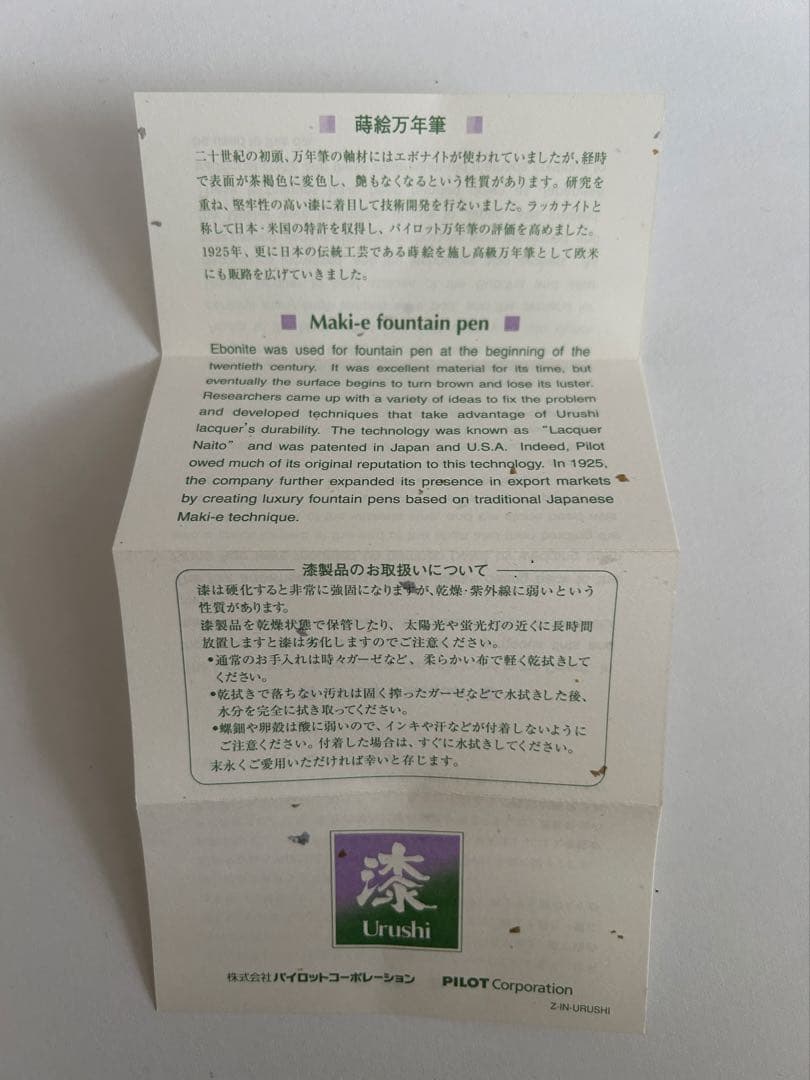 蒔絵万年筆
二十世紀の初頭、万年筆の軸材にはエボナイトが使われていましたが、経時
で表面が茶褐色に変色し、艶もなくなるという性質があります。研究を
重ね、堅牢性の高い漆に着目して技術開発を行ないました。ラッカナイトと
称して日本・米国の特許を取得し、パイロット万年筆の評価を高めました。
1925年、更に日本の伝統工芸である蒔絵を施し高級万年筆として欧米
にも販路を広げていきました。
Maki-e fountain pen
Ebonite was used for fountain pen at the beginning of the
twentieth century. It was excellent material for its time, but
eventually the surface begins to turn brown and lose its luster.
Researchers came up with a variety of ideas to fix the problem
and developed techniques that take advantage of Urushi
lacquer's durability. The technology was known as "Lacquer
Naito" and was patented in Japan and U.S.A. Indeed, Pilot
owed much of its original reputation to this technology. In 1925,
the company further expanded its presence in export markets
by creating luxury fountain pens based on traditional Japanese
Maki-e technique.
漆製品のお取扱いについて
漆は硬化すると非常に強固になりますが、乾燥・紫外線に弱いという
性質があります。
漆製品を乾燥状態で保管したり、太陽光や蛍光灯の近くに長時間
放置しますと漆は劣化しますのでご注意ください。
•通常のお手入れは時々ガーゼなど、柔らかい布で軽く乾拭きして
ください。
•乾拭きで落ちない汚れは固く搾ったガーゼなどで水拭きした後、
水分を完全に拭き取ってください。
•螺鈿や卵殻は酸に弱いので、インキや汗などが付着しないように
ご注意ください。付着した場合は、すぐに水拭きしてください。
末永くご愛用いただければ幸いと存じます。
漆
Urushi
株式会社パイロットコーポレーション PILOT Corporation
Z-IN-URUSHI